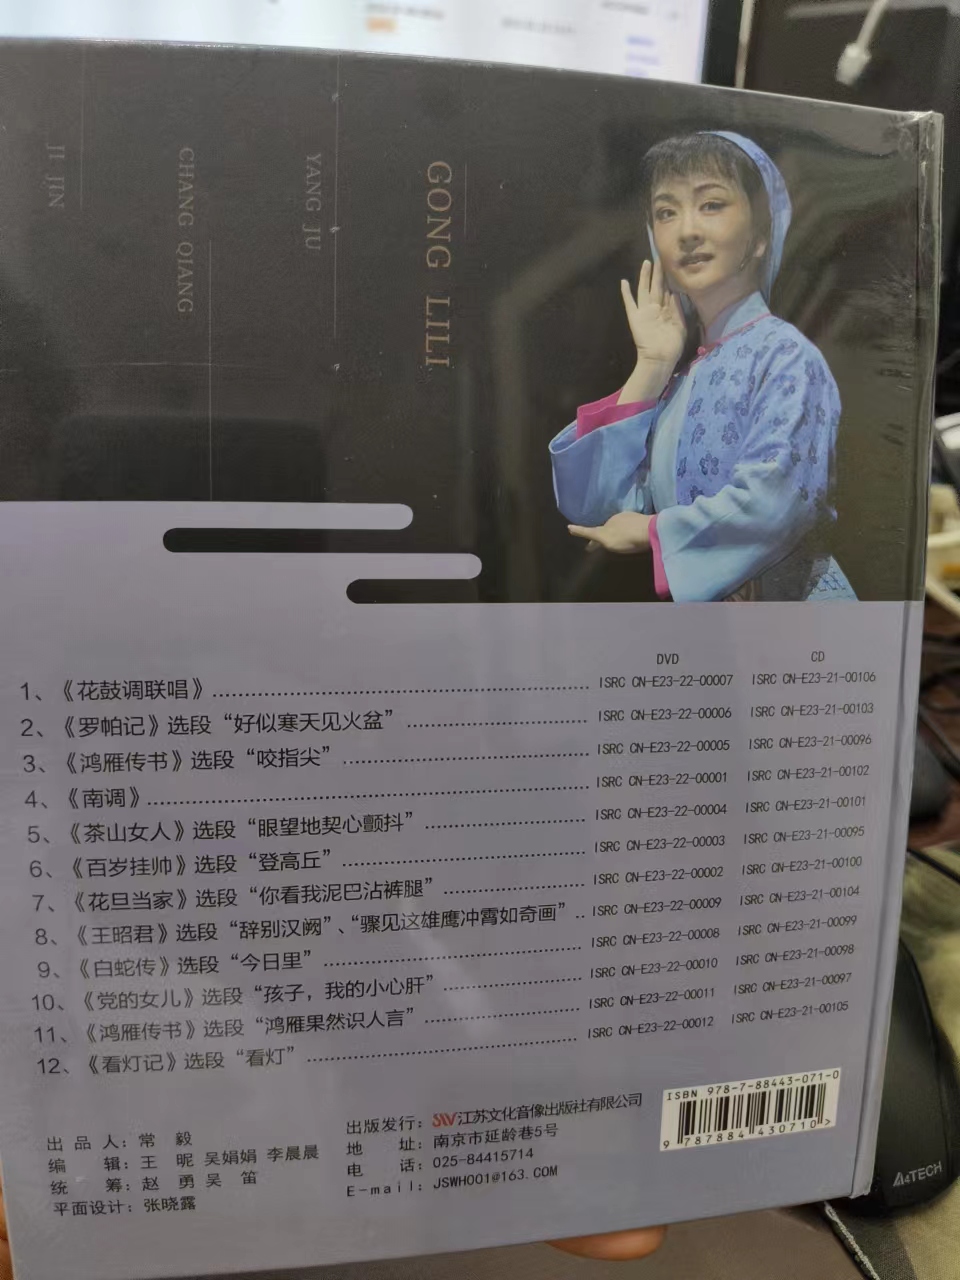 JI JIN
CHANG QIANG
YANG JU
GONG LILI
DVD CD
1、《花鼓调联唱》 ISRC CN-E23-22-00007 ISRC CN-E23-21-00106
2、《罗帕记》选段“好似寒天见火盆” ISRC CN-E23-22-00006 ISRC CN-E23-21-00103
3、《鸿雁传书》选段“咬指尖” ISRC CN-E23-22-00005 ISRC CN-E23-21-00096
4、《南调》 ISRC CN-E23-22-00001 ISRC CN-E23-21-00102
5、《茶山女人》选段“眼望地契心颤抖” ISRC CN-E23-22-00004 ISRC CN-E23-21-00101
6、《百岁挂帅》选段“登高丘” ISRC CN-E23-22-00003 ISRC CN-E23-21-00095
7、《花旦当家》选段“你看我泥巴沾裤腿” ISRC CN-E23-22-00002 ISRC CN-E23-21-00100
8、《王昭君》选段“辞别汉阙”、“骤见这雄鹰冲霄如奇画” ISRC CN-E23-22-00009 ISRC CN-E23-21-00104
9、《白蛇传》选段“今日里” ISRC CN-E23-22-00008 ISRC CN-E23-21-00099
10、《党的女儿》选段“孩子，我的小心肝” ISRC CN-E23-22-00010 ISRC CN-E23-21-00098
11、《鸿雁传书》选段“鸿雁果然识人言” ISRC CN-E23-22-00011 ISRC CN-E23-21-00097
12、《看灯记》选段“看灯” ISRC CN-E23-22-00012 ISRC CN-E23-21-00105
出品人：常 毅
编 辑：王 昵 吴娟娟 李晨晨
统 筹：赵 勇 吴 笛
平面设计：张晓露
出版发行：江苏文化音像出版社有限公司
地 址：南京市延龄巷5号
电 话：025-84415714
E-mail：JSWH001@163.COM
ISBN 978-7-88443-071-0
9 787884 430710 >
A4TECH